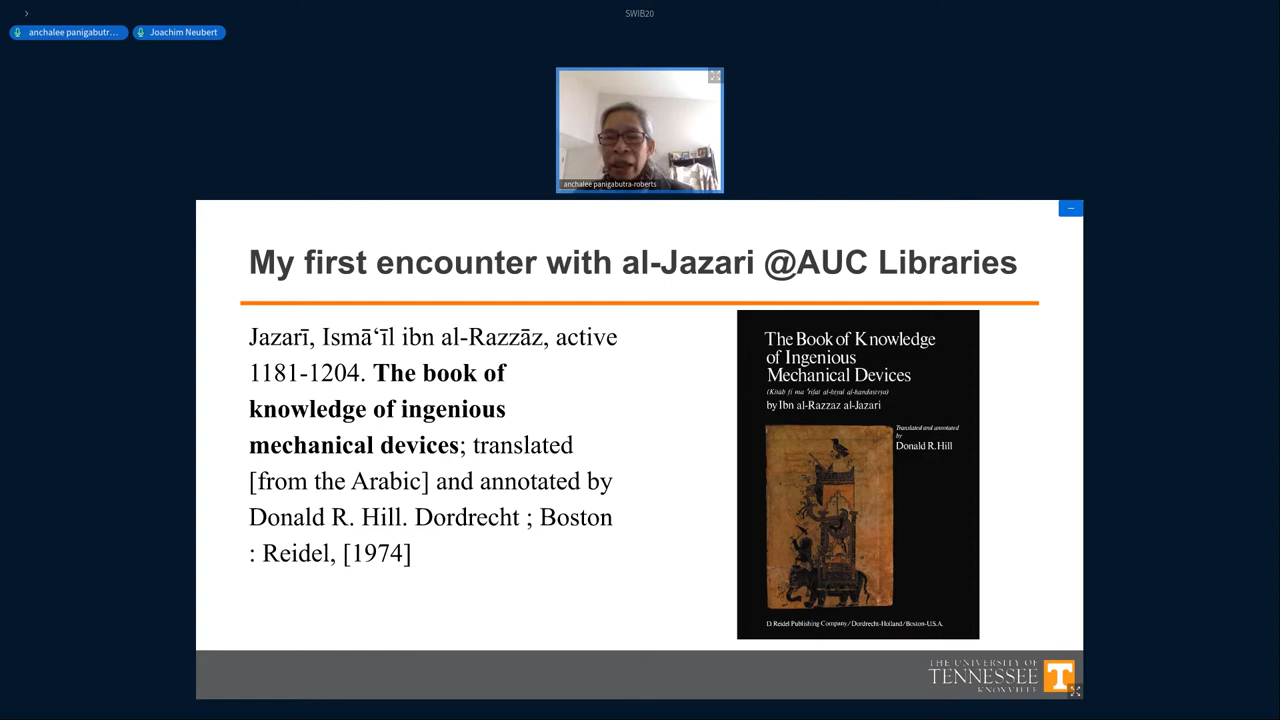 SWIB20
anchalee panigabutr...
Joachim Neubert
anchalee panigabutra-roberts
My first encounter with al-Jazari @AUC Libraries
Jazarī, Ismāʻīl ibn al-Razzāz, active
1181-1204. The book of
knowledge of ingenious
mechanical devices; translated
[from the Arabic] and annotated by
Donald R. Hill. Dordrecht ; Boston
: Reidel, [1974]
The Book of Knowledge
of Ingenious
Mechanical Devices
(Kitāb fī ma 'rifat al-hiyal al-handasiyya)
by Ibn al-Razzaz al-Jazari
Translated and annotated
by
Donald R. Hill
D. Reidel Publishing Company/Dordrecht-Holland/Boston-U.S.A.
THE UNIVERSITY OF
TENNESSEE
KNOXVILLE
T